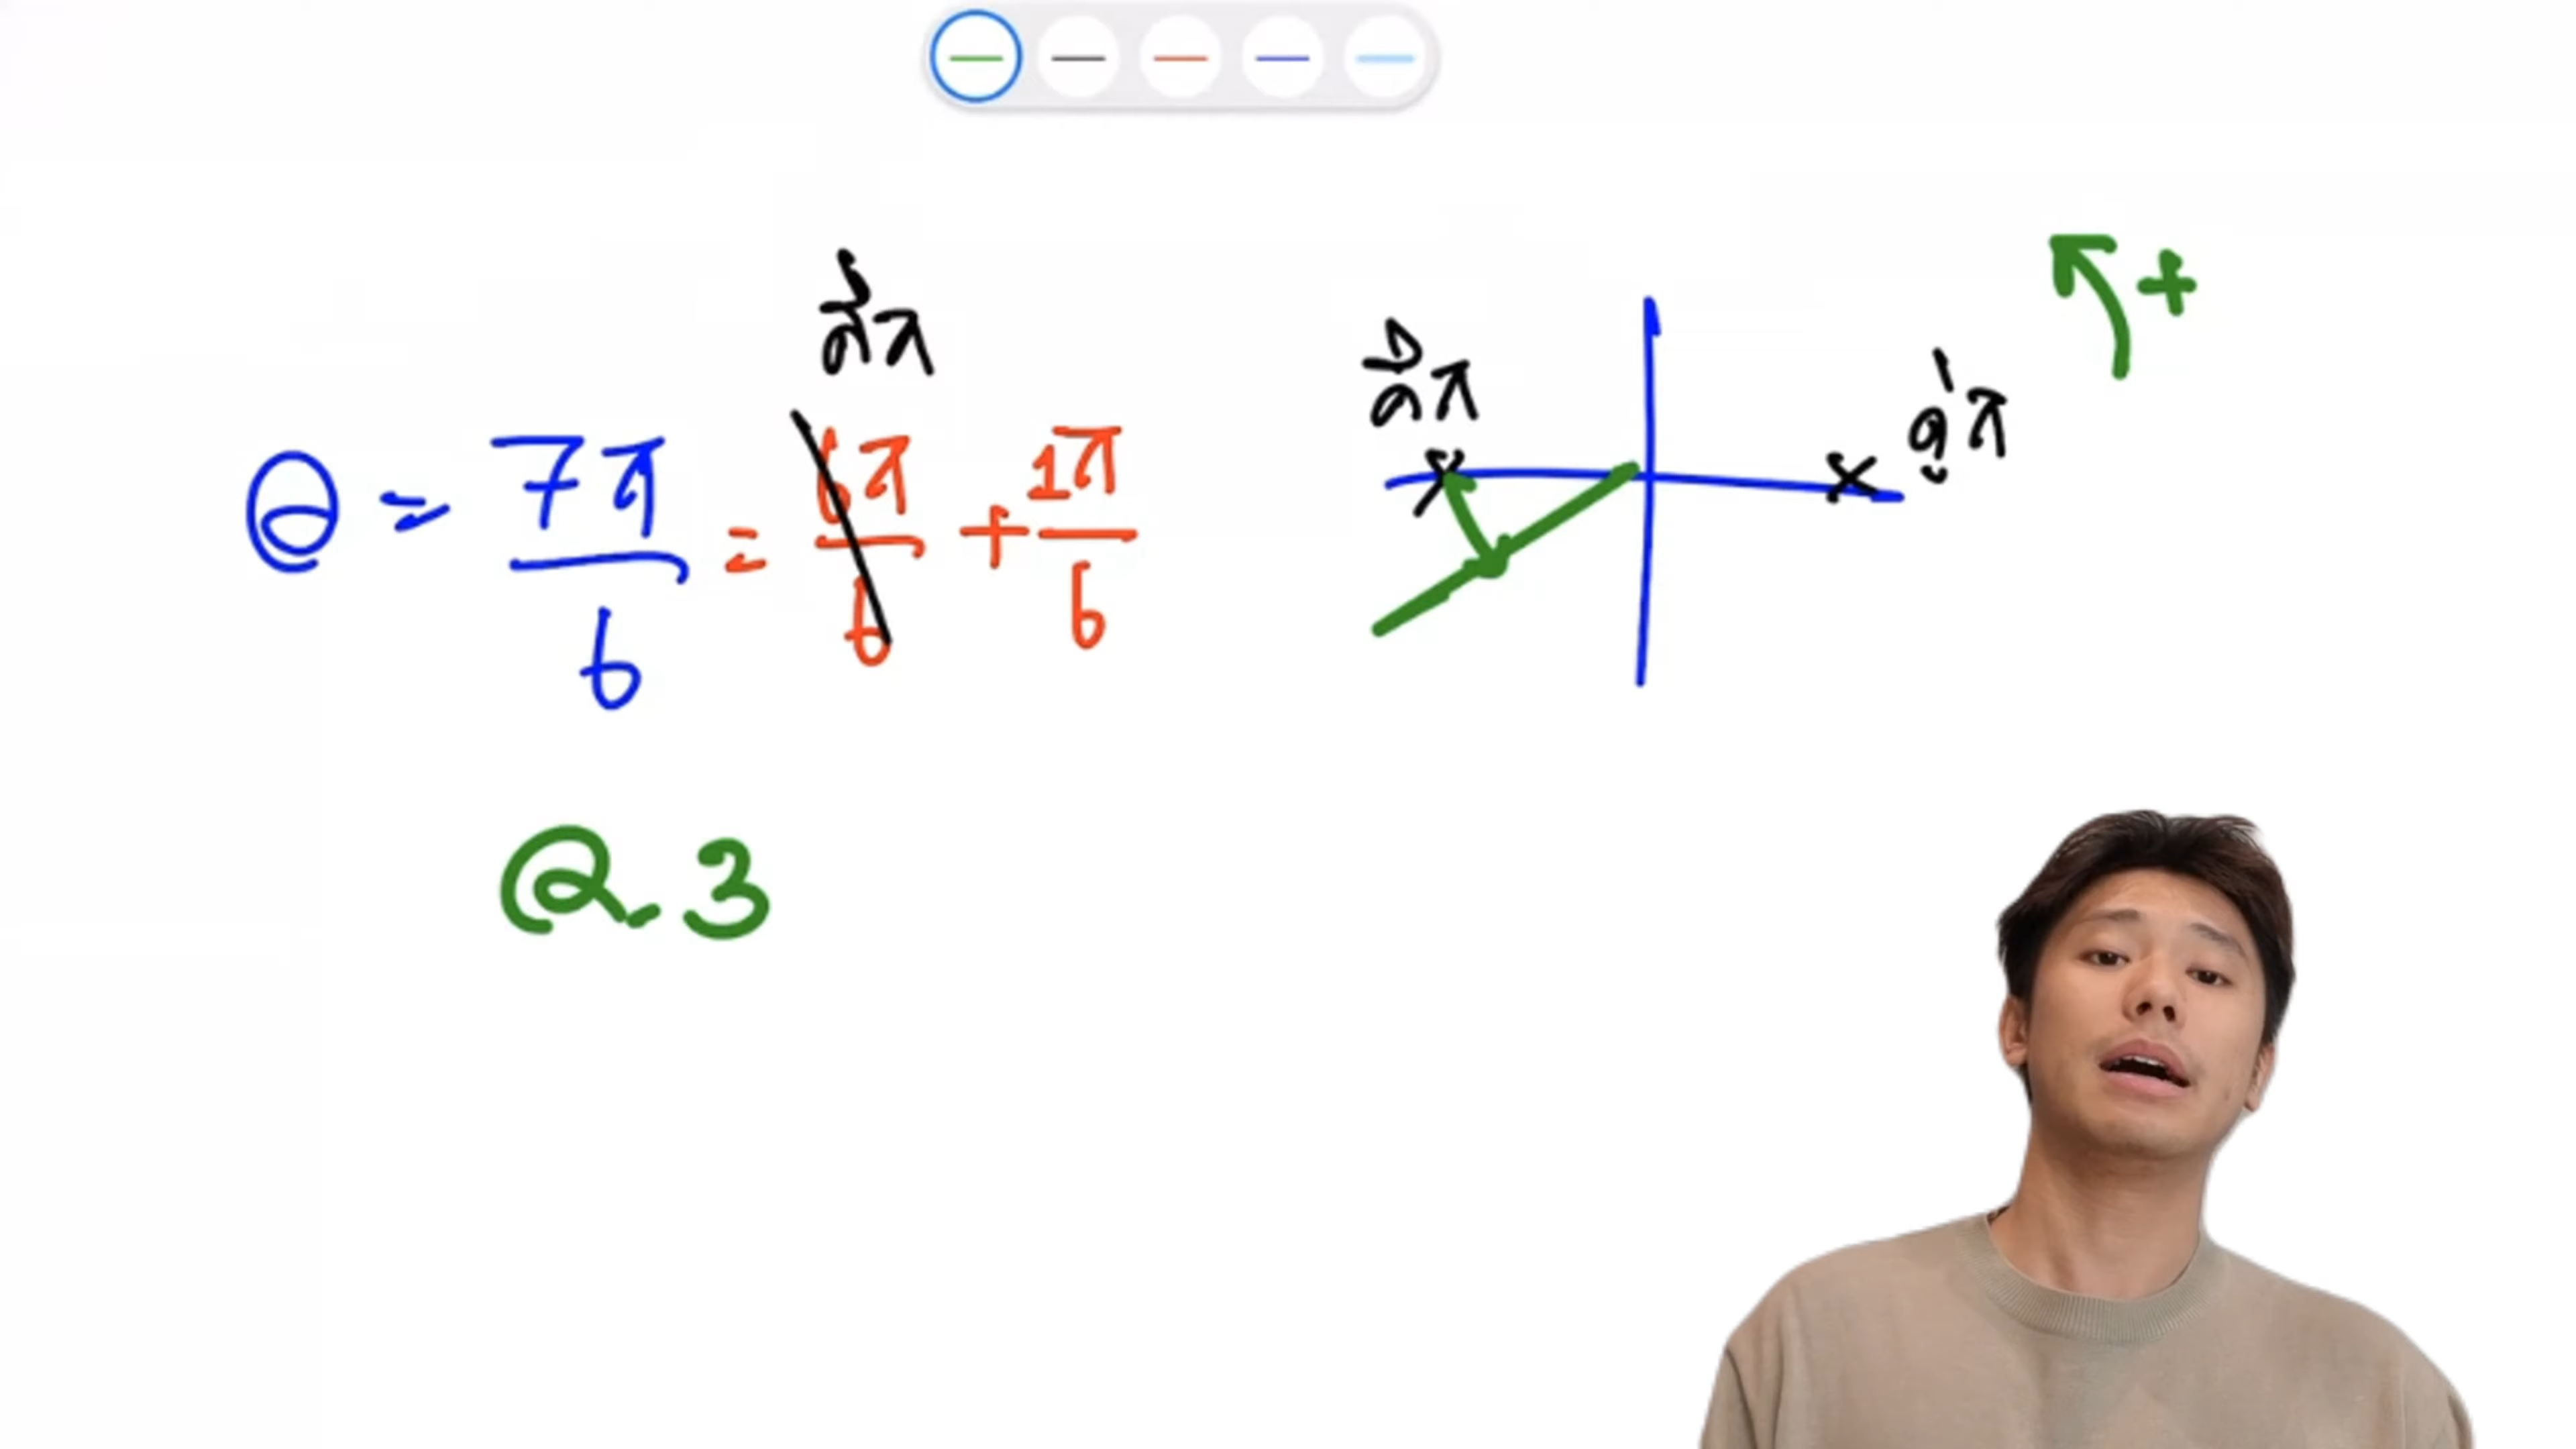 คี่π
คี่π
คู่π
+
θ = 7π/6 = 6π/6 + 1π/6
Q.3